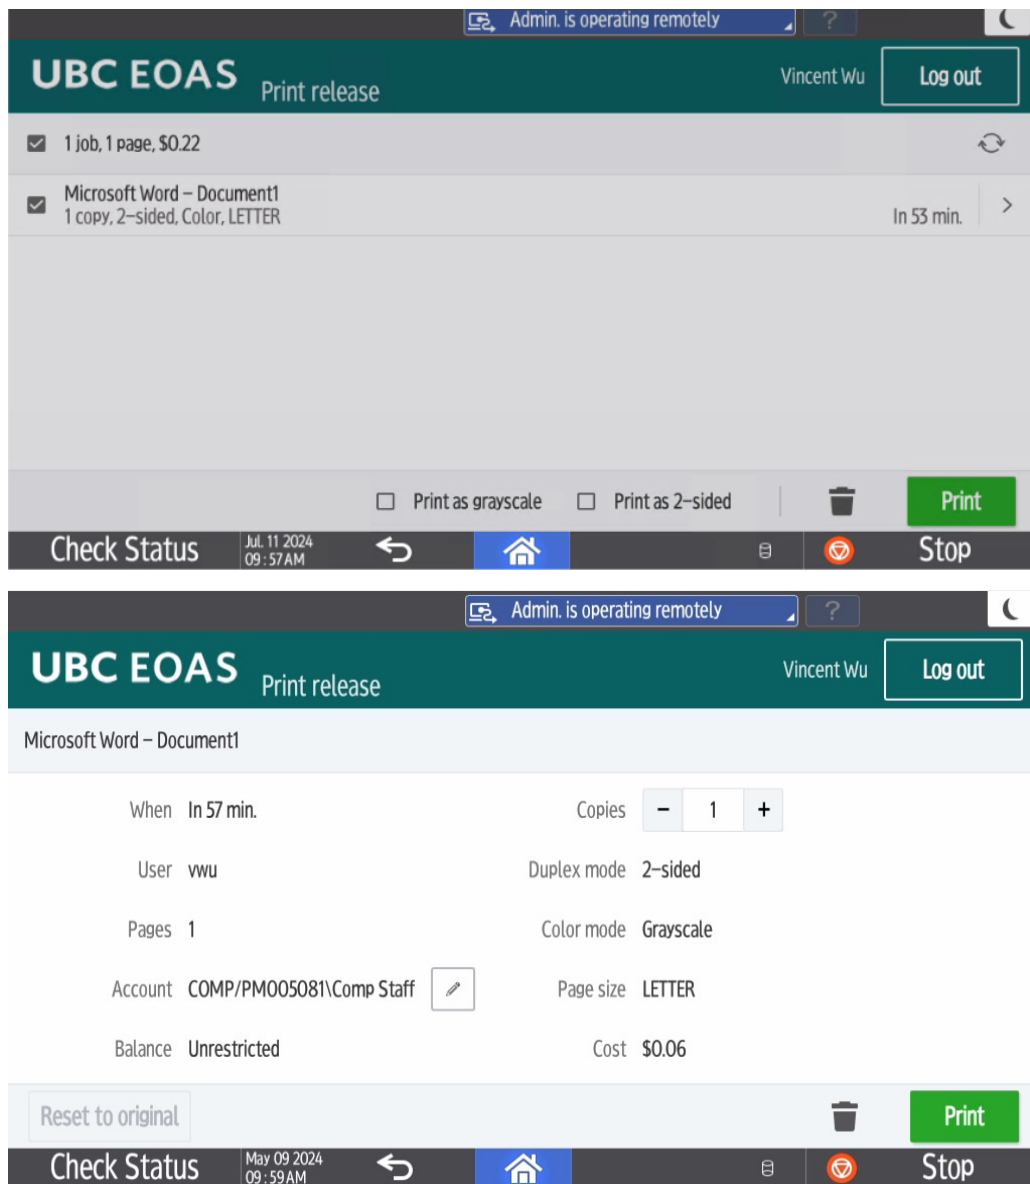 Admin. is operating remotely ?
UBC EOAS Print release Vincent Wu Log out
1 job, 1 page, $0.22
Microsoft Word – Document1
1 copy, 2-sided, Color, LETTER In 53 min.
Print as grayscale Print as 2-sided Print
Check Status Jul. 11 2024 Stop
09:57 AM
Admin. is operating remotely ?
UBC EOAS Print release Vincent Wu Log out
Microsoft Word – Document1
When In 57 min. Copies – 1 +
User vwu Duplex mode 2-sided
Pages 1 Color mode Grayscale
Account COMP/PM005081\Comp Staff Page size LETTER
Balance Unrestricted Cost $0.06
Reset to original Print
Check Status May 09 2024 Stop
09:59 AM